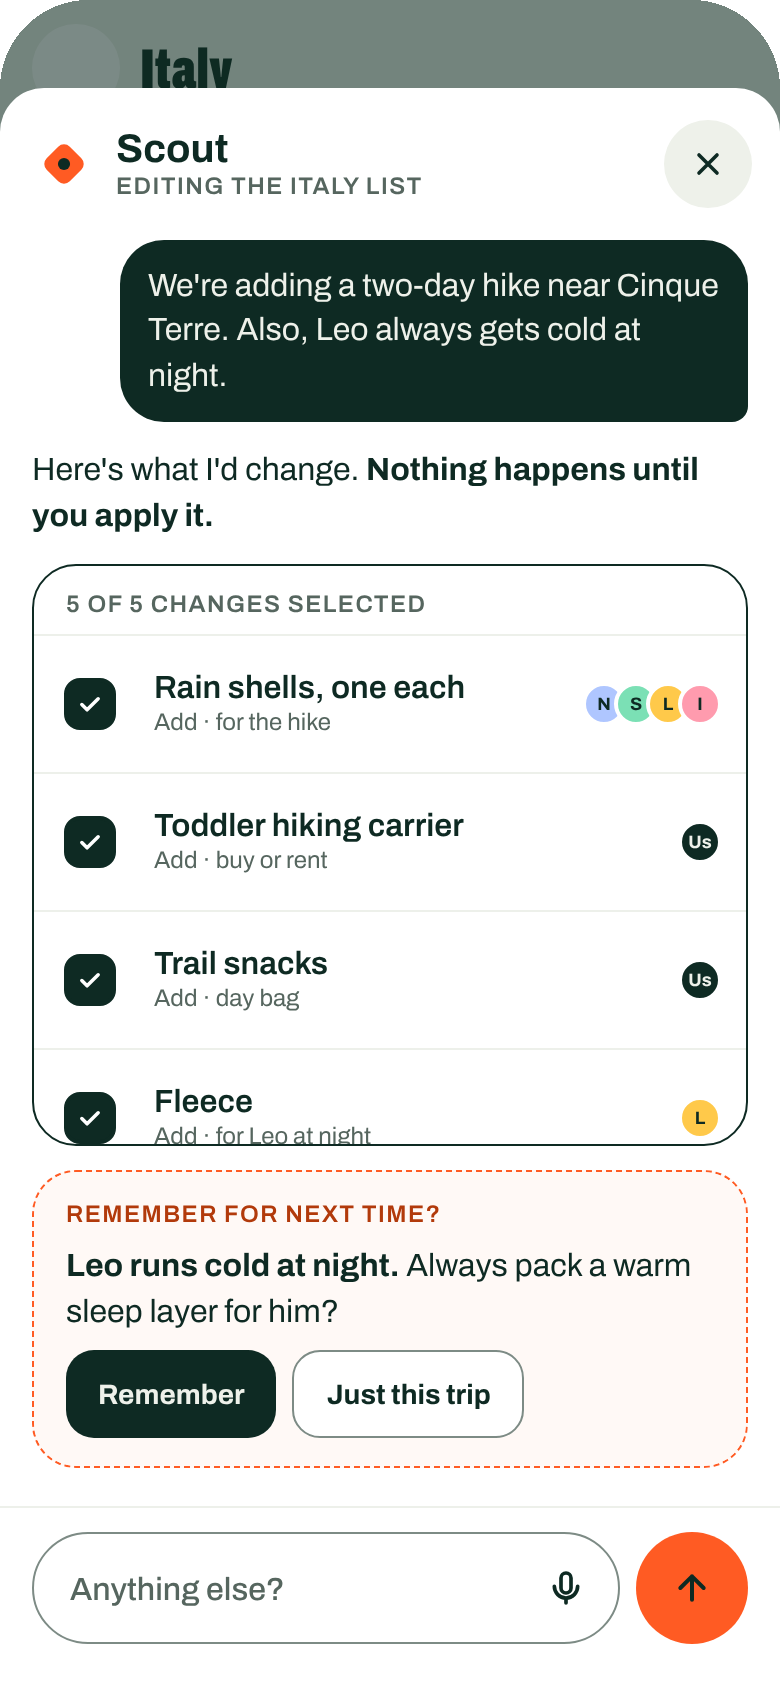 Italy
Scout
EDITING THE ITALY LIST
We're adding a two-day hike near Cinque
Terre. Also, Leo always gets cold at
night.
Here's what I'd change. Nothing happens until
you apply it.
5 OF 5 CHANGES SELECTED
Rain shells, one each
Add · for the hike
N S L I
Toddler hiking carrier
Add · buy or rent
Us
Trail snacks
Add · day bag
Us
Fleece
Add · for Leo at night
L
REMEMBER FOR NEXT TIME?
Leo runs cold at night. Always pack a warm
sleep layer for him?
Remember
Just this trip
Anything else?